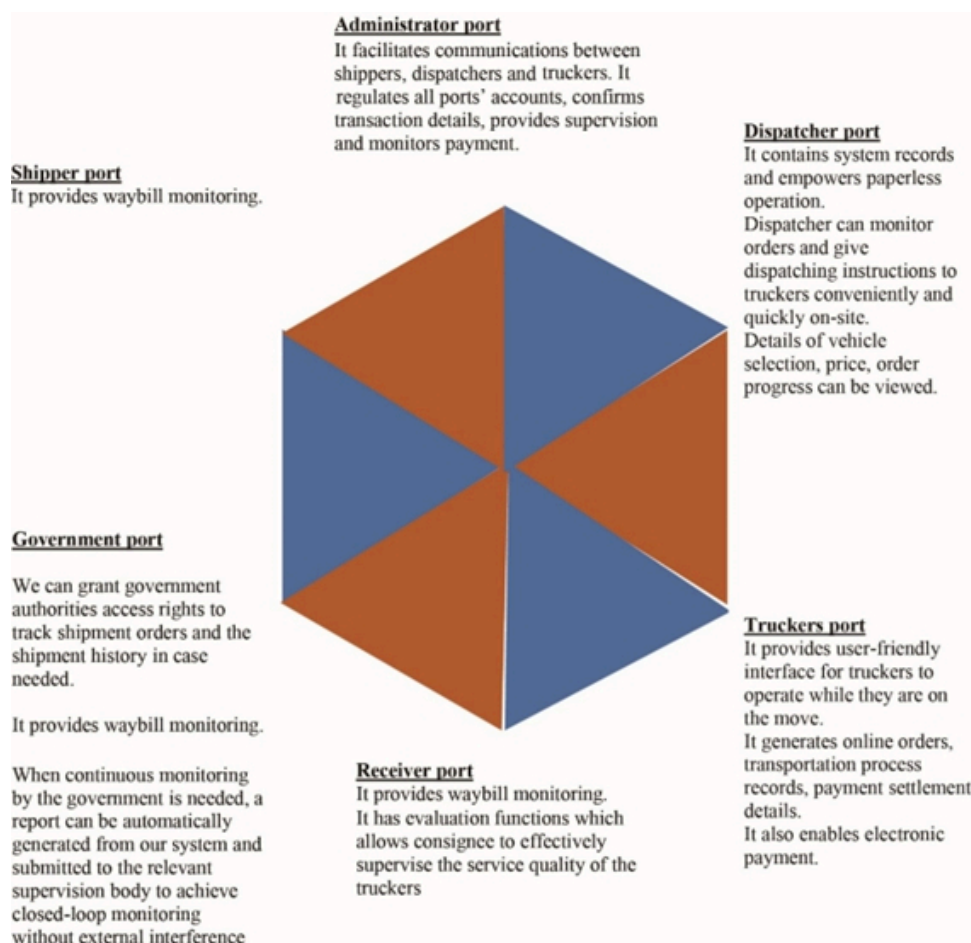 Administrator port
It facilitates communications between
shippers, dispatchers and truckers. It
regulates all ports' accounts, confirms
transaction details, provides supervision
and monitors payment.
Dispatcher port
It contains system records
and empowers paperless
operation.
Dispatcher can monitor
orders and give
dispatching instructions to
truckers conveniently and
quickly on-site.
Details of vehicle
selection, price, order
progress can be viewed.
Shipper port
It provides waybill monitoring.
Government port
We can grant government
authorities access rights to
track shipment orders and the
shipment history in case
needed.
It provides waybill monitoring.
When continuous monitoring
by the government is needed, a
report can be automatically
generated from our system and
submitted to the relevant
supervision body to achieve
closed-loop monitoring
without external interference
Receiver port
It provides waybill monitoring.
It has evaluation functions which
allows consignee to effectively
supervise the service quality of the
truckers
Truckers port
It provides user-friendly
interface for truckers to
operate while they are on
the move.
It generates online orders,
transportation process
records, payment settlement
details.
It also enables electronic
payment.